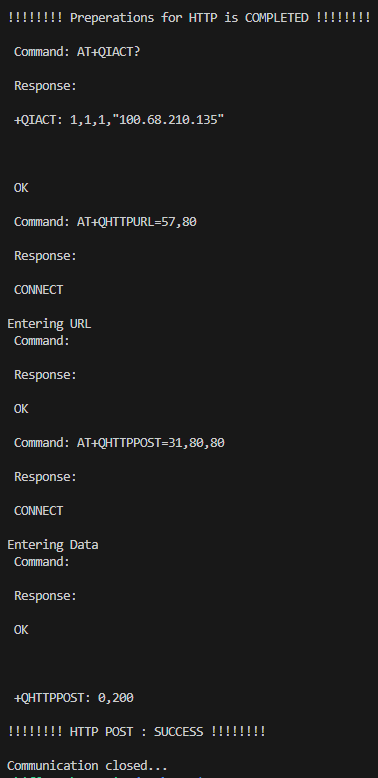 !!!!!!!! Preperations for HTTP is COMPLETED !!!!!!!!
Command: AT+QIACT?
Response:
+QIACT: 1,1,1,"100.68.210.135"
OK
Command: AT+QHTTPURL=57,80
Response:
CONNECT
Entering URL
Command:
Response:
OK
Command: AT+QHTTPPOST=31,80,80
Response:
CONNECT
Entering Data
Command:
Response:
OK
+QHTTPPOST: 0,200
!!!!!!!! HTTP POST : SUCCESS !!!!!!!!
Communication closed...